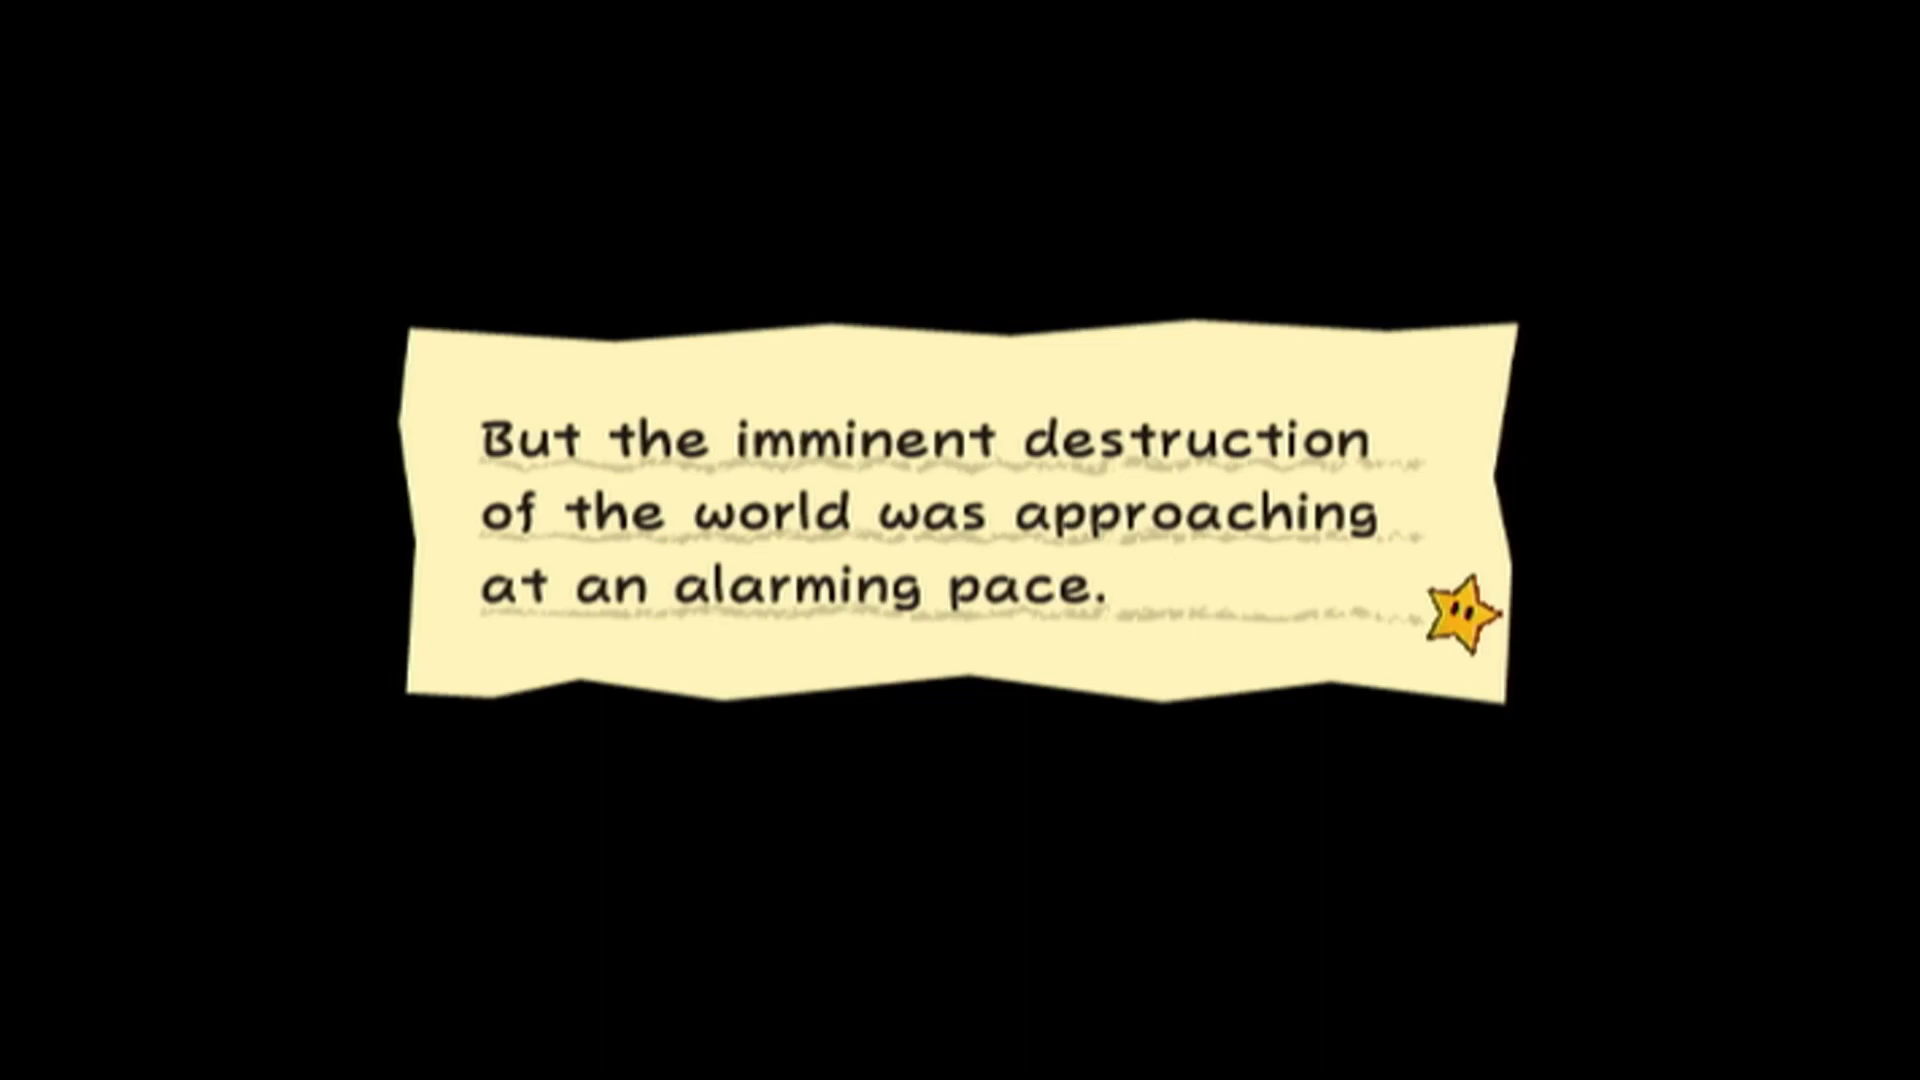 But the imminent destruction
of the world was approaching
at an alarming pace.